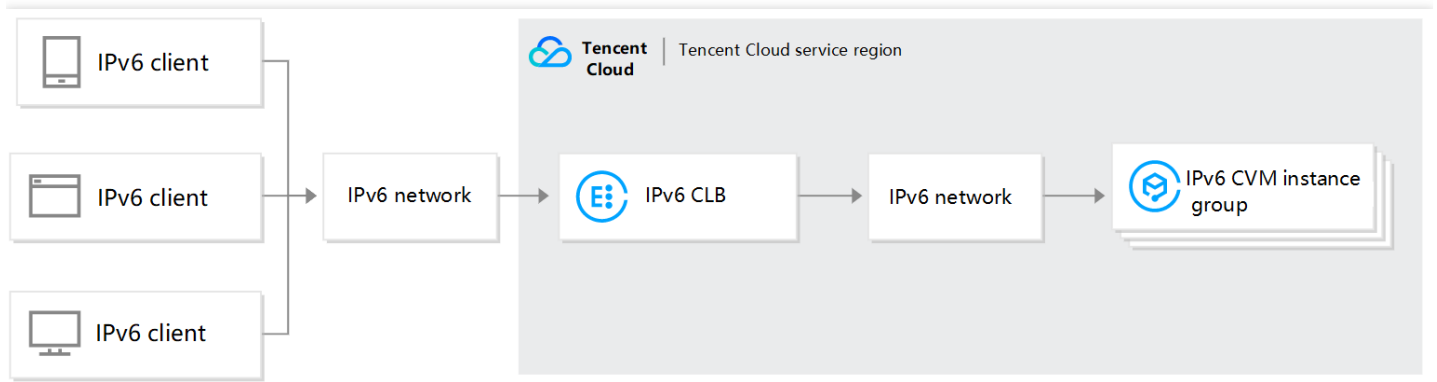 IPv6 client
IPv6 client
IPv6 client
IPv6 network
Tencent
Cloud
Tencent Cloud service region
IPv6 CLB
IPv6 network
IPv6 CVM instance
group